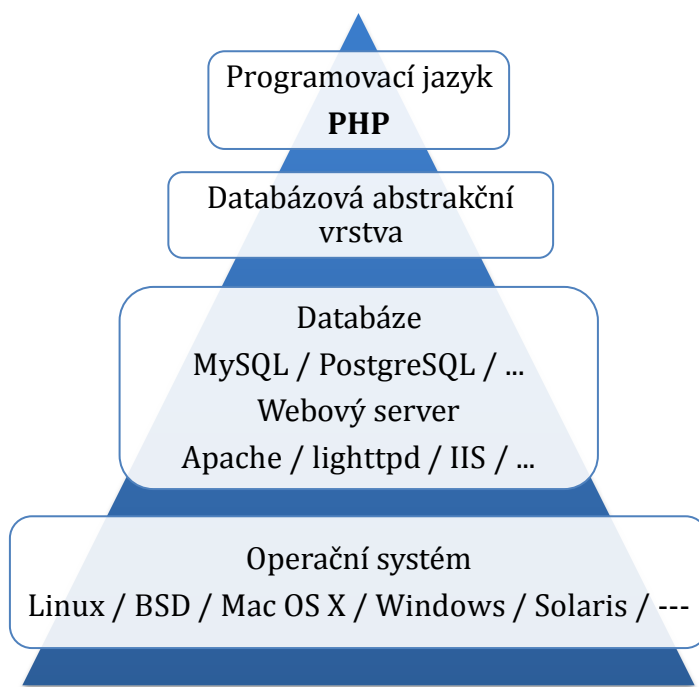 Programovací jazyk
PHP
Databázová abstrakční
vrstva
Databáze
MySQL / PostgreSQL / ...
Webový server
Apache / lighttpd / IIS / ...
Operační systém
Linux / BSD / Mac OS X / Windows / Solaris / ---